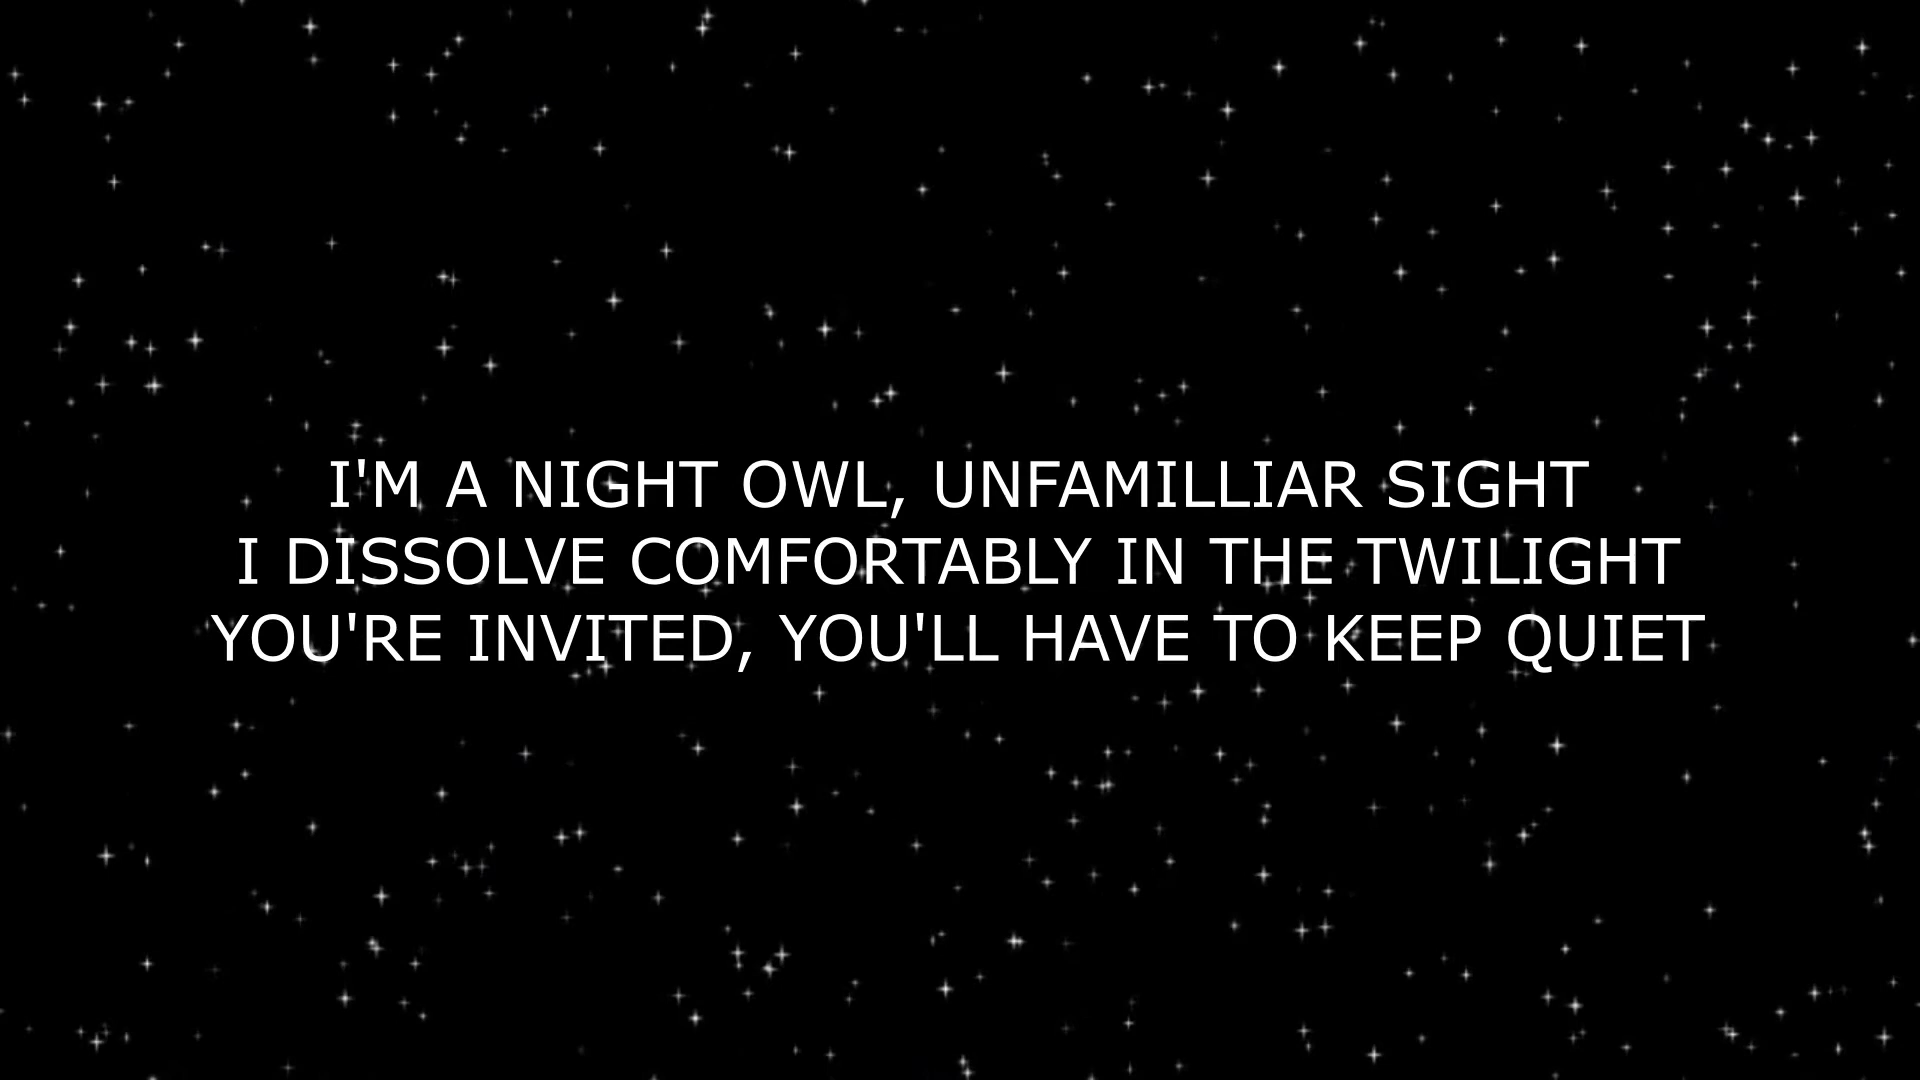 I'M A NIGHT OWL, UNFAMILLIAR SIGHT
I DISSOLVE COMFORTABLY IN THE TWILIGHT
YOU'RE INVITED, YOU'LL HAVE TO KEEP QUIET